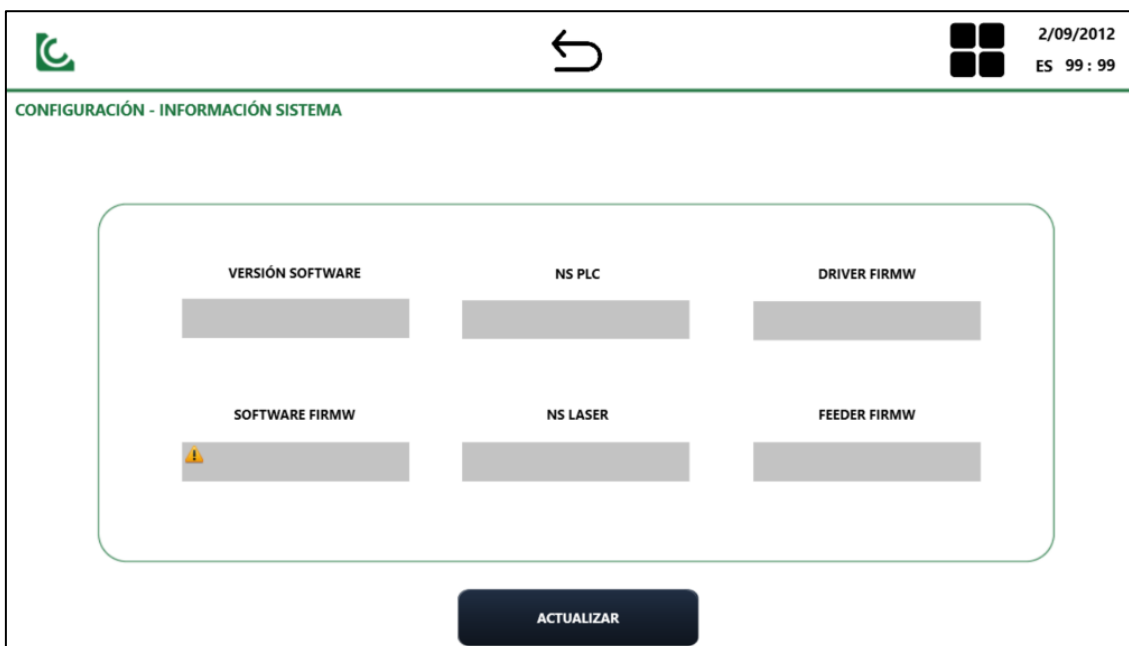 2/09/2012
ES 99 : 99
CONFIGURACIÓN - INFORMACIÓN SISTEMA
VERSIÓN SOFTWARE
NS PLC
DRIVER FIRMW
SOFTWARE FIRMW
NS LASER
FEEDER FIRMW
ACTUALIZAR